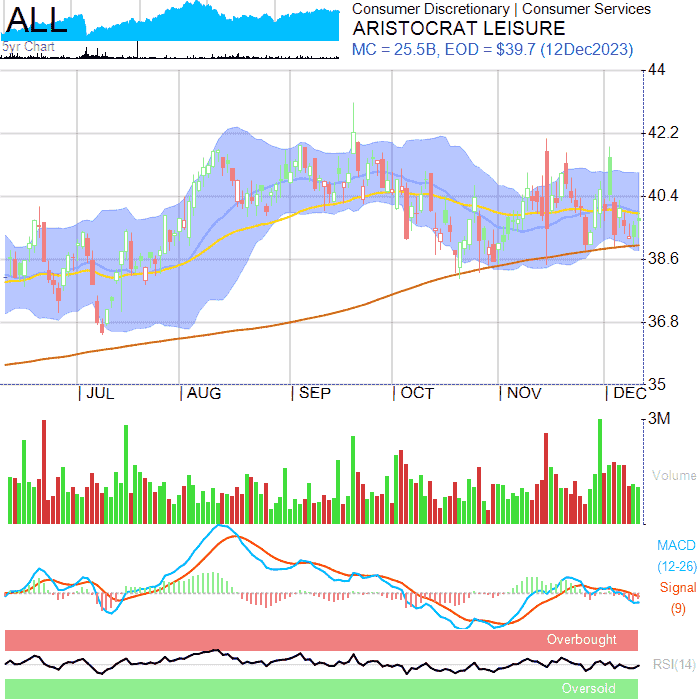 ALL
5yr Chart
Consumer Discretionary | Consumer Services
ARISTOCRAT LEISURE
MC = 25.5B, EOD = $39.7 (12Dec2023)
44
42.2
40.4
38.6
36.8
35
| JUL | AUG | SEP | OCT | NOV | DEC
3M
Volume
MACD
(12-26)
Signal
(9)
Overbought
RSI(14)
Oversold